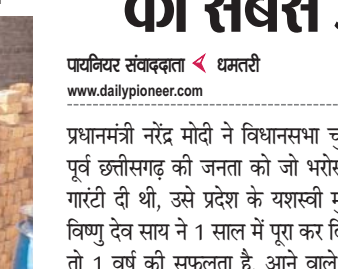 की सबसे
पायनियर संवाददाता धमतरी
www.dailypioneer.com
प्रधानमंत्री नरेंद्र मोदी ने विधानसभा
पूर्व छत्तीसगढ़ की जनता को जो
गारंटी दी थी, उसे प्रदेश के यशस्वी
विष्णु देव साय ने 1 साल में पूरा कर
तो 1 वर्ष की सफलता है, आने वाले